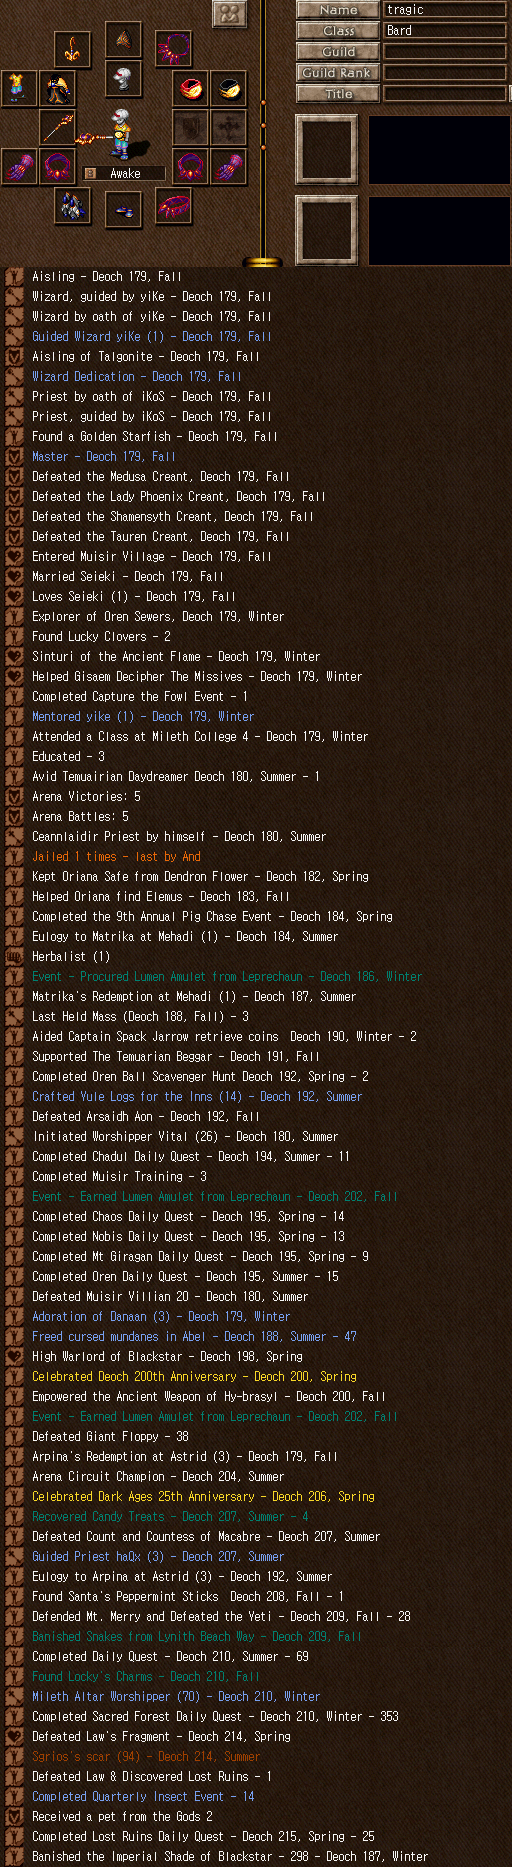 Name
tragic
Class
Bard
Guild
Guild Rank
Title
Awake
Aisling - Deoch 179, Fall
Wizard, guided by yiKe - Deoch 179, Fall
Wizard by oath of yiKe - Deoch 179, Fall
Guided Wizard yiKe (1) - Deoch 179, Fall
Aisling of Talgonite - Deoch 179, Fall
Wizard Dedication - Deoch 179, Fall
Priest by oath of iKoS - Deoch 179, Fall
Priest, guided by iKoS - Deoch 179, Fall
Found a Golden Starfish - Deoch 179, Fall
Master - Deoch 179, Fall
Defeated the Medusa Creant, Deoch 179, Fall
Defeated the Lady Phoenix Creant, Deoch 179, Fall
Defeated the Shamensyth Creant, Deoch 179, Fall
Defeated the Tauren Creant, Deoch 179, Fall
Entered Muisir Village - Deoch 179, Fall
Married Seieki - Deoch 179, Fall
Loves Seieki (1) - Deoch 179, Fall
Explorer of Oren Sewers, Deoch 179, Winter
Found Lucky Clovers - 2
Sinturi of the Ancient Flame - Deoch 179, Winter
Helped Gisaem Decipher The Missives - Deoch 179, Winter
Completed Capture the Fowl Event - 1
Mentored yike (1) - Deoch 179, Winter
Attended a Class at Mileth College 4 - Deoch 179, Winter
Educated - 3
Avid Temuairian Daydreamer Deoch 180, Summer - 1
Arena Victories: 5
Arena Battles: 5
Ceannlaidir Priest by himself - Deoch 180, Summer
Jailed 1 times - last by And
Kept Oriana Safe from Dendron Flower - Deoch 182, Spring
Helped Oriana find Elemus - Deoch 183, Fall
Completed the 9th Annual Pig Chase Event - Deoch 184, Spring
Eulogy to Matrika at Mehadi (1) - Deoch 184, Summer
Herbalist (1)
Event - Procured Lumen Amulet from Leprechaun - Deoch 186, Winter
Matrika's Redemption at Mehadi (1) - Deoch 187, Summer
Last Held Mass (Deoch 188, Fall) - 3
Aided Captain Spack Jarrow retrieve coins  Deoch 190, Winter - 2
Supported The Temuarian Beggar - Deoch 191, Fall
Completed Oren Ball Scavenger Hunt Deoch 192, Spring - 2
Crafted Yule Logs for the Inns (14) - Deoch 192, Summer
Defeated Arsaidh Aon - Deoch 192, Fall
Initiated Worshipper Vital (26) - Deoch 180, Summer
Completed Chadul Daily Quest - Deoch 194, Summer - 11
Completed Muisir Training - 3
Event - Earned Lumen Amulet from Leprechaun - Deoch 202, Fall
Completed Chaos Daily Quest - Deoch 195, Spring - 14
Completed Nobis Daily Quest - Deoch 195, Spring - 13
Completed Mt Giragan Daily Quest - Deoch 195, Spring - 9
Completed Oren Daily Quest - Deoch 195, Summer - 15
Defeated Muisir Villian 20 - Deoch 180, Summer
Adoration of Danaan (3) - Deoch 179, Winter
Freed cursed mundanes in Abel - Deoch 188, Summer - 47
High Warlord of Blackstar - Deoch 198, Spring
Celebrated Deoch 200th Anniversary - Deoch 200, Spring
Empowered the Ancient Weapon of Hy-brasyl - Deoch 200, Fall
Event - Earned Lumen Amulet from Leprechaun - Deoch 202, Fall
Defeated Giant Floppy - 38
Arpina's Redemption at Astrid (3) - Deoch 179, Fall
Arena Circuit Champion - Deoch 204, Summer
Celebrated Dark Ages 25th Anniversary - Deoch 206, Spring
Recovered Candy Treats - Deoch 207, Summer - 4
Defeated Count and Countess of Macabre - Deoch 207, Summer
Guided Priest haQx (3) - Deoch 207, Summer
Eulogy to Arpina at Astrid (3) - Deoch 192, Summer
Found Santa's Peppermint Sticks  Deoch 208, Fall - 1
Defended Mt. Merry and Defeated the Yeti - Deoch 209, Fall - 28
Banished Snakes from Lynith Beach Way - Deoch 209, Fall
Completed Daily Quest - Deoch 210, Summer - 69
Found Locky's Charms - Deoch 210, Fall
Mileth Altar Worshipper (70) - Deoch 210, Winter
Completed Sacred Forest Daily Quest - Deoch 210, Winter - 353
Defeated Law's Fragment - Deoch 214, Spring
Sgrios's scar (94) - Deoch 214, Summer
Defeated Law & Discovered Lost Ruins - 1
Completed Quarterly Insect Event - 14
Received a pet from the Gods 2
Completed Lost Ruins Daily Quest - Deoch 215, Spring - 25
Banished the Imperial Shade of Blackstar - 298 - Deoch 187, Winter